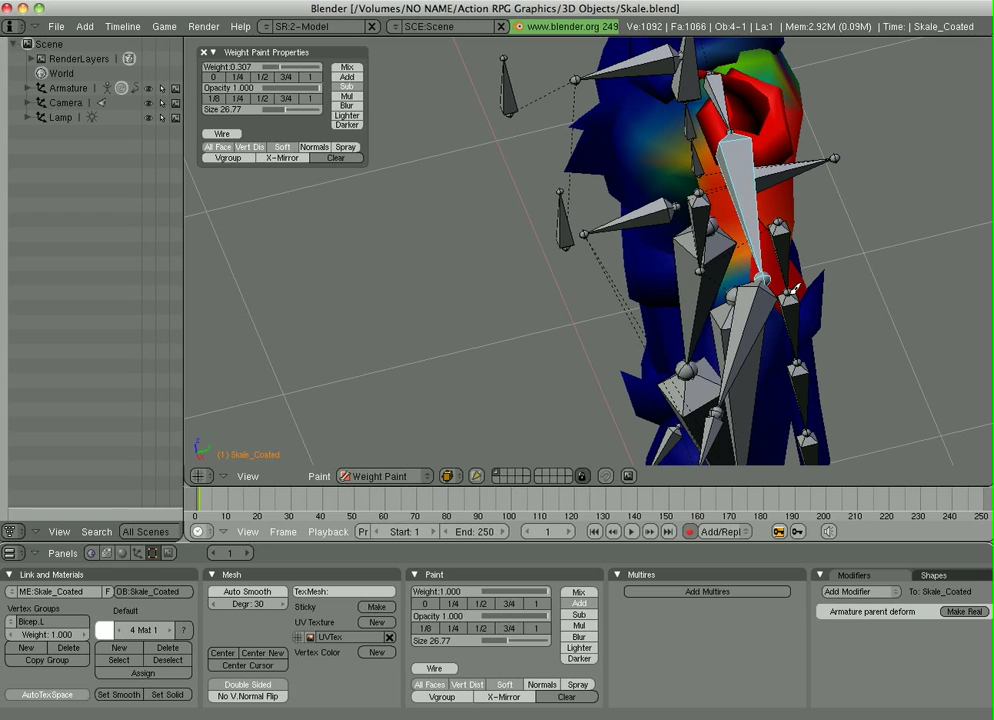 Blender [/Volumes/NO NAME/Action RPG Graphics/3D Objects/Skale.blend]
File Add Timeline Game Render Help SR:2-Model SCE:Scene www.blender.org 249 Ve:1092 | Fa:1066 | Ob:4-1 | La:1 | Mem:2.92M (0.09M) | Time: | Skale_Coated
Scene
RenderLayers
World
Armature
Camera
Lamp
Weight Paint Properties
Weight:0.307 Mix
0 1/4 1/2 3/4 1 Add
Opacity 1.000 Sub
1/8 1/4 1/2 3/4 1 Mul
Size 26.77 Blur
Lighter
Darker
Wire
All Face Vert Dis Soft Normals Spray
Vgroup X-Mirror Clear
(1) Skale_Coated
View Paint Weight Paint
0 10 20 30 40 50 60 70 80 90 100 110 120 130 140 150 160 170 180 190 200 210 220 230 240 250
View Search All Scenes View Frame Playback Pr Start: 1 End: 250 1 Add/Repl
Panels 1
Link and Materials Mesh Paint Multires Modifiers Shapes
ME:Skale_Coated F OB:Skale_Coated
Vertex Groups Default
Bicep.L
Weight: 1.000 4 Mat 1 ?
New Delete New Delete
Copy Group Select Deselect
Assign
AutoTexSpace Set Smooth Set Solid
Auto Smooth TexMesh:
Degr: 30 Sticky Make
UV Texture New
UVTex
Center Center New Vertex Color New
Center Cursor
Double Sided
No V.Normal Flip
Weight:1.000 Mix
0 1/4 1/2 3/4 1 Add
Opacity 1.000 Sub
1/8 1/4 1/2 3/4 1 Mul
Size 26.77 Blur
Lighter
Darker
Wire
All Faces Vert Dist Soft Normals Spray
Vgroup X-Mirror Clear
Add Multires
Add Modifier To: Skale_Coated
Armature parent deform Make Real